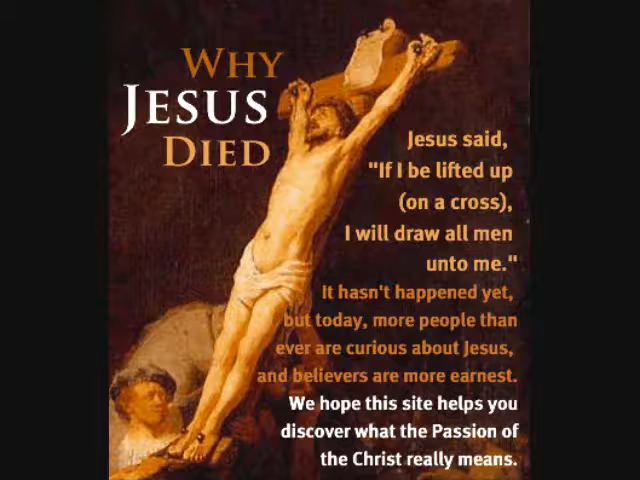 WHY
JESUS
DIED
Jesus said,
"If I be lifted up
(on a cross),
I will draw all men
unto me."
It hasn't happened yet,
but today, more people than
ever are curious about Jesus,
and believers are more earnest.
We hope this site helps you
discover what the Passion of
the Christ really means.